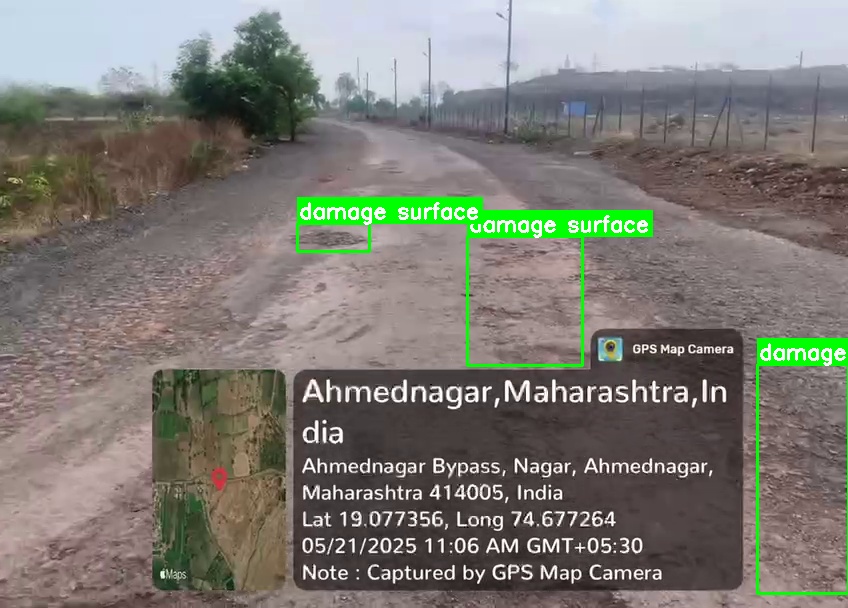 damage surface
damage surface
GPS Map Camera
damage
Ahmednagar,Maharashtra,In
dia
Ahmednagar Bypass, Nagar, Ahmednagar,
Maharashtra 414005, India
Lat 19.077356, Long 74.677264
05/21/2025 11:06 AM GMT+05:30
Note : Captured by GPS Map Camera
Maps